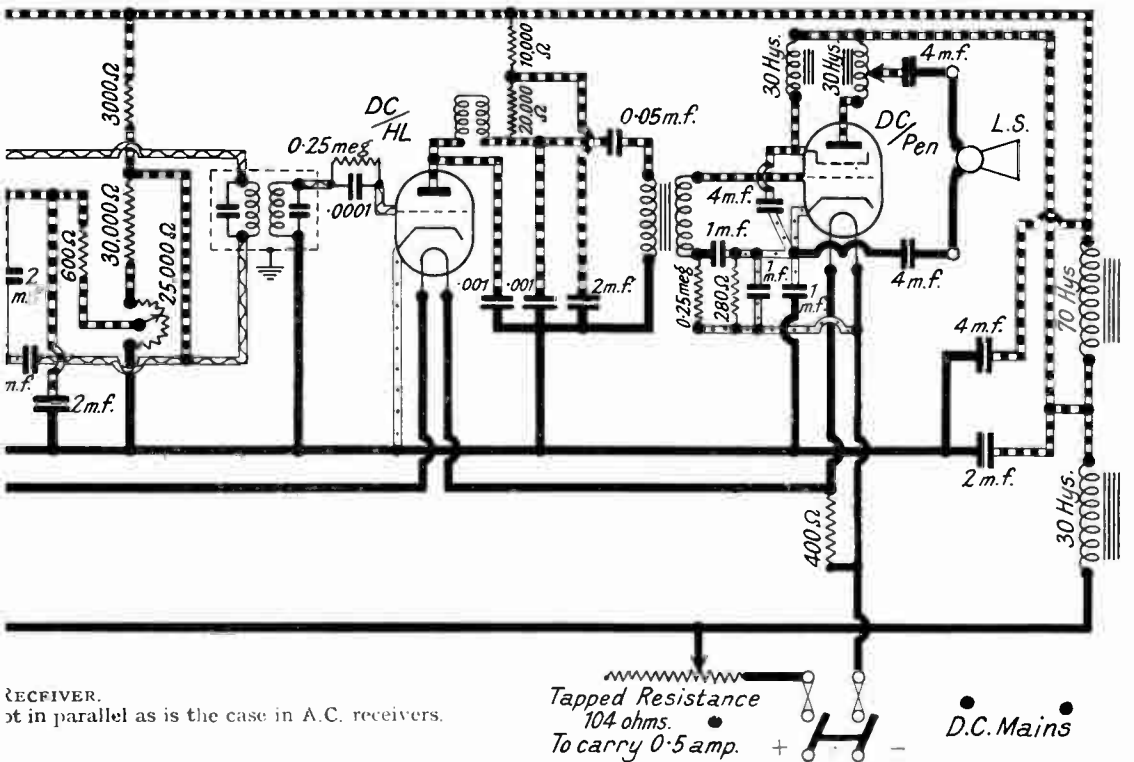 3000Ω
30,000Ω
600Ω
25,000Ω
2
m.
m.f.
2 m.f.
0·25 meg
·0001
DC/HL
10,000
Ω
20,000
Ω
0·05 m.f.
·001
·001
2 m.f.
30 Hys.
30 Hys.
4 m.f.
DC/Pen
L.S.
4 m.f.
1 m.f.
0·25 meg
280Ω
1
m.f.
1
m.f.
4 m.f.
4 m.f.
70 Hys
2 m.f.
30 Hys.
400Ω
RECEIVER.
ot in parallel as is the case in A.C. receivers.
Tapped Resistance
104 ohms.
To carry 0·5 amp.
+ -
D.C. Mains